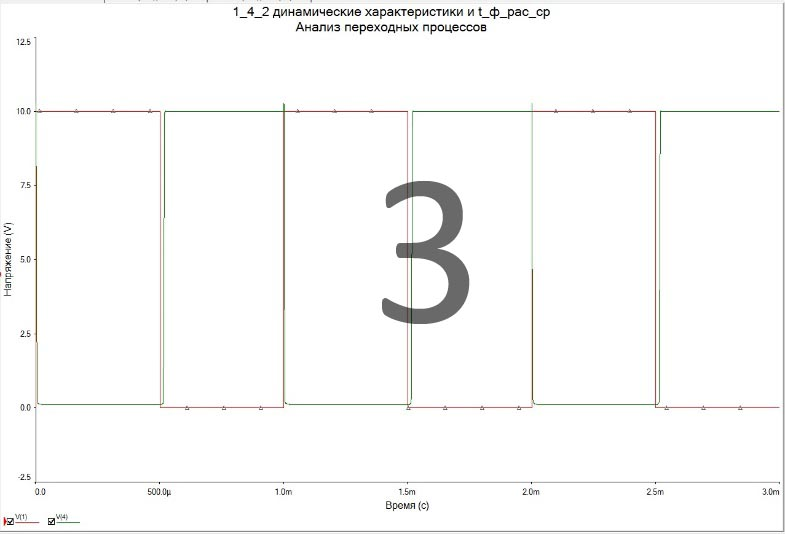 1_4_2 динамические характеристики и t_ф_рас_ср
Анализ переходных процессов
12.5
10.0
7.5
5.0
2.5
0.0
-2.5
Напряжение (V)
3
0.0 500.0µ 1.0m 1.5m 2.0m 2.5m 3.0m
Время (с)
V(1) V(4)